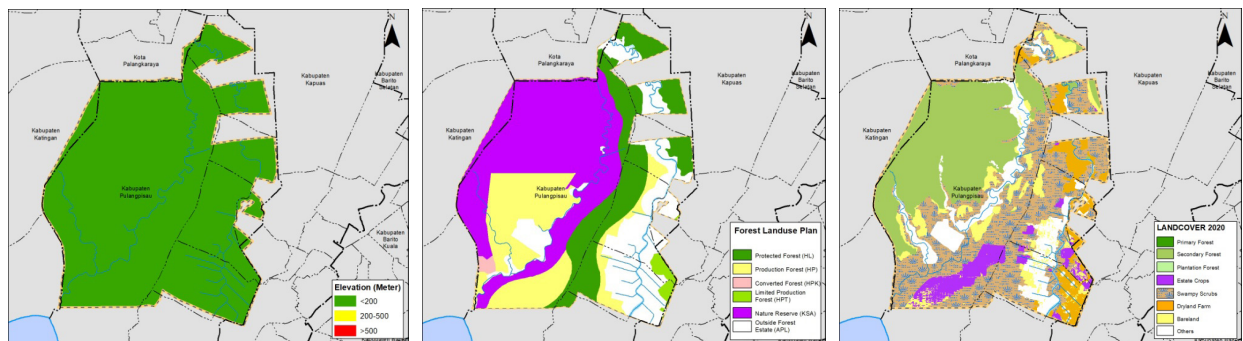 N
Kota
Palangkaraya
Kabupaten
Kapuas
Kabupaten
Barito
Selatan
Kabupaten
Katingan
Kabupaten
Pulangpisau
Kabupaten
Barito
Kuala
Elevation (Meter)
<200
200-500
>500
N
Kota
Palangkaraya
Kabupaten
Kapuas
Kabupaten
Barito
Selatan
Kabupaten
Katingan
Kabupaten
Pulangpisau
Forest Landuse Plan
Protected Forest (HL)
Production Forest (HP)
Converted Forest (HPK)
Limited Production
Forest (HPT)
Nature Reserve (KSA)
Outside Forest
Estate (APL)
N
Kota
Palangkaraya
Kabupaten
Kapuas
Kabupaten
Barito
Selatan
Kabupaten
Katingan
Kabupaten
Pulangpisau
LANDCOVER 2020
Primary Forest
Secondary Forest
Plantation Forest
Estate Crops
Swampy Scrubs
Dryland Farm
Bareland
Others